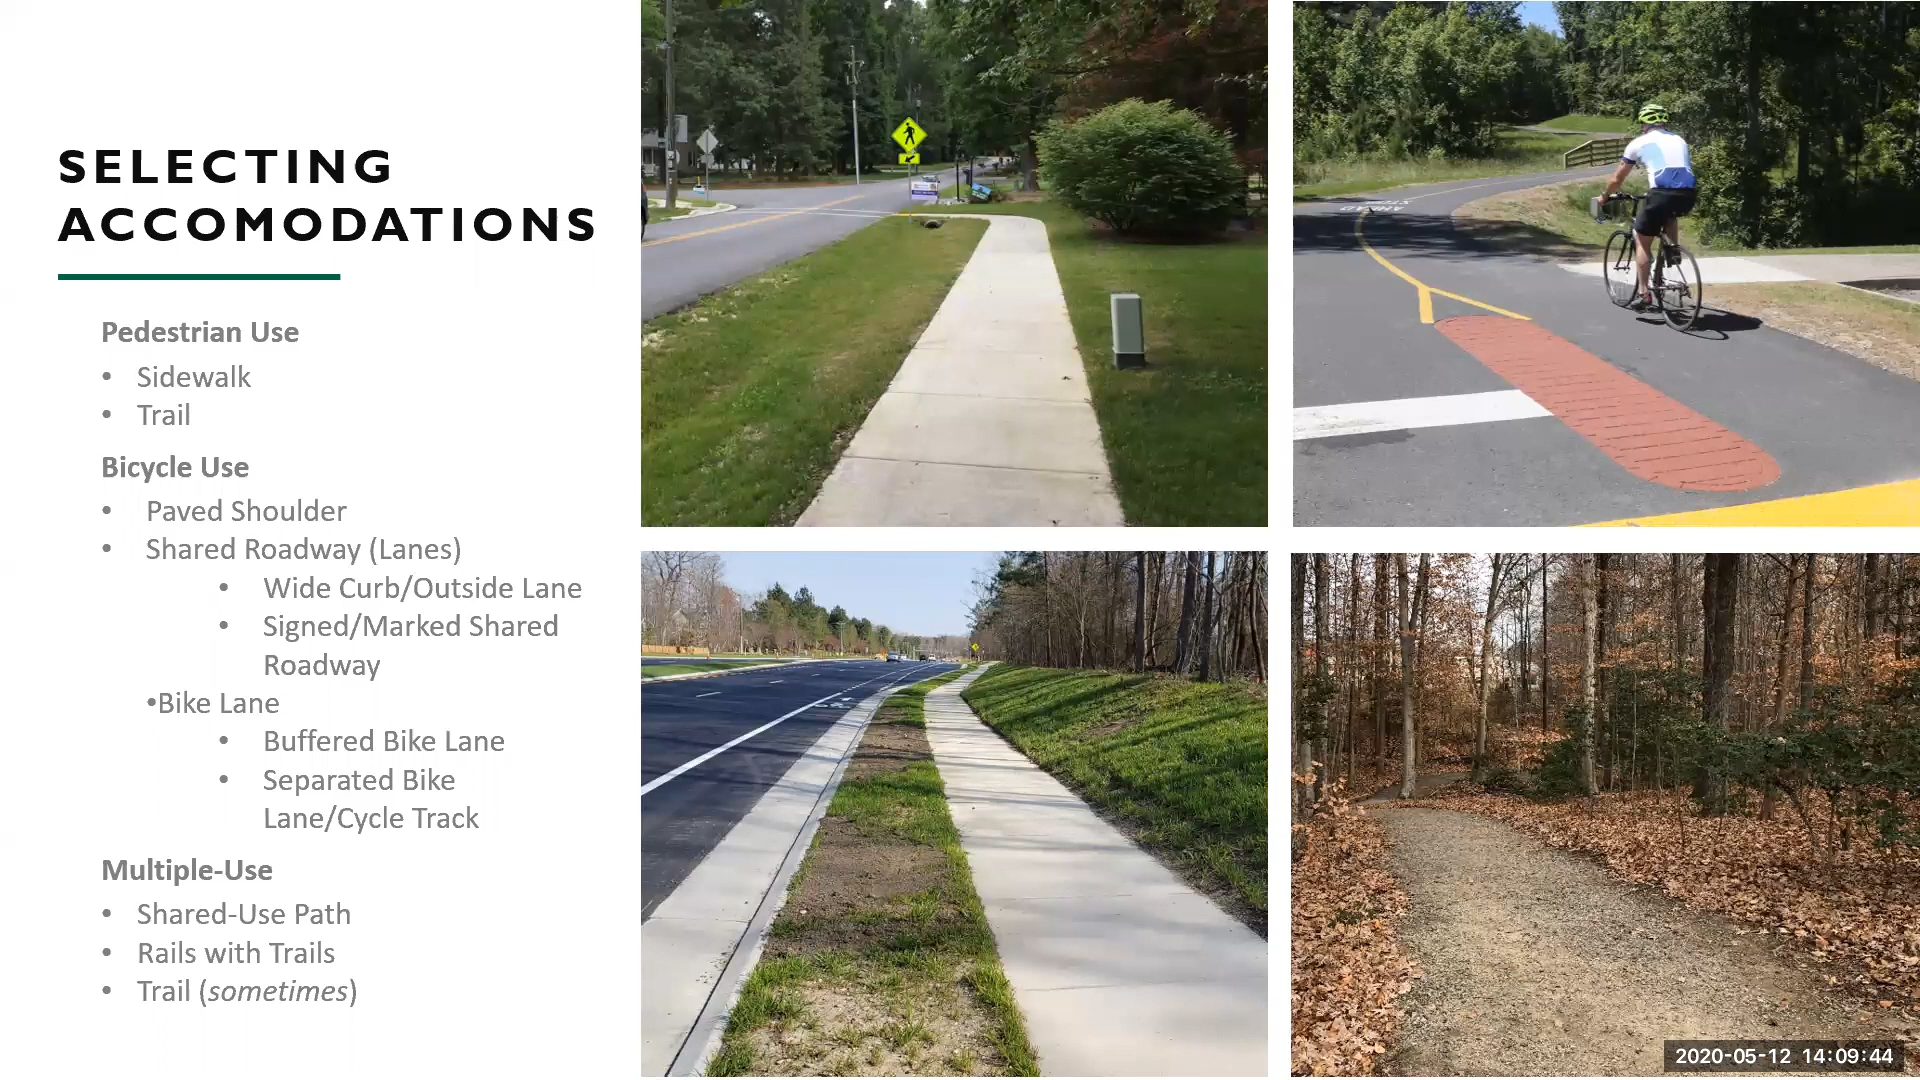 SELECTING
ACCOMODATIONS
Pedestrian Use
• Sidewalk
• Trail
Bicycle Use
• Paved Shoulder
• Shared Roadway (Lanes)
• Wide Curb/Outside Lane
• Signed/Marked Shared
Roadway
•Bike Lane
• Buffered Bike Lane
• Separated Bike
Lane/Cycle Track
Multiple-Use
• Shared-Use Path
• Rails with Trails
• Trail (sometimes)
2020-05-12 14:09:44